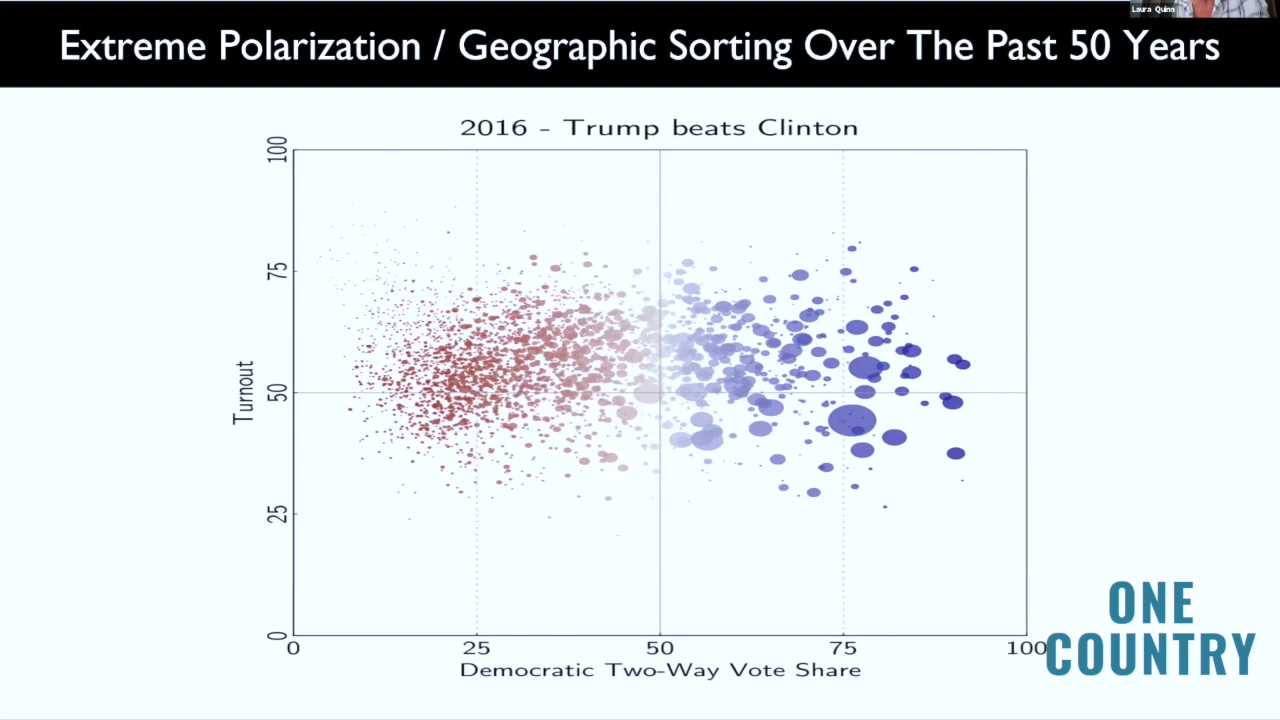 Laura Quinn
Extreme Polarization / Geographic Sorting Over The Past 50 Years
2016 - Trump beats Clinton
100
75
50
25
0
Turnout
0 25 50 75 100
Democratic Two-Way Vote Share
ONE
COUNTRY